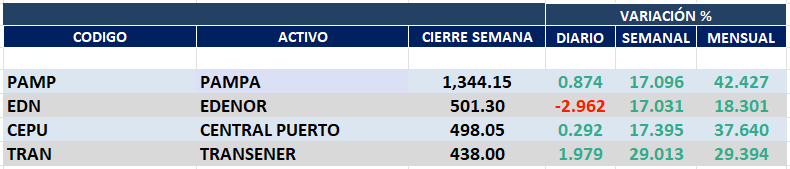 VARIACIÓN %
CODIGO ACTIVO CIERRE SEMANA DIARIO SEMANAL MENSUAL
PAMP PAMPA 1,344.15 0.874 17.096 42.427
EDN EDENOR 501.30 -2.962 17.031 18.301
CEPU CENTRAL PUERTO 498.05 0.292 17.395 37.640
TRAN TRANSENER 438.00 1.979 29.013 29.394